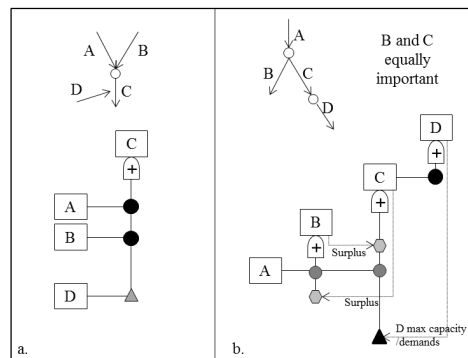 A
B
D
C
C
+
A
B
D
a.
A
B
C
D
B and C
equally
important
D
+
C
+
B
+
A
Surplus
Surplus
D max capacity
/demands
b.